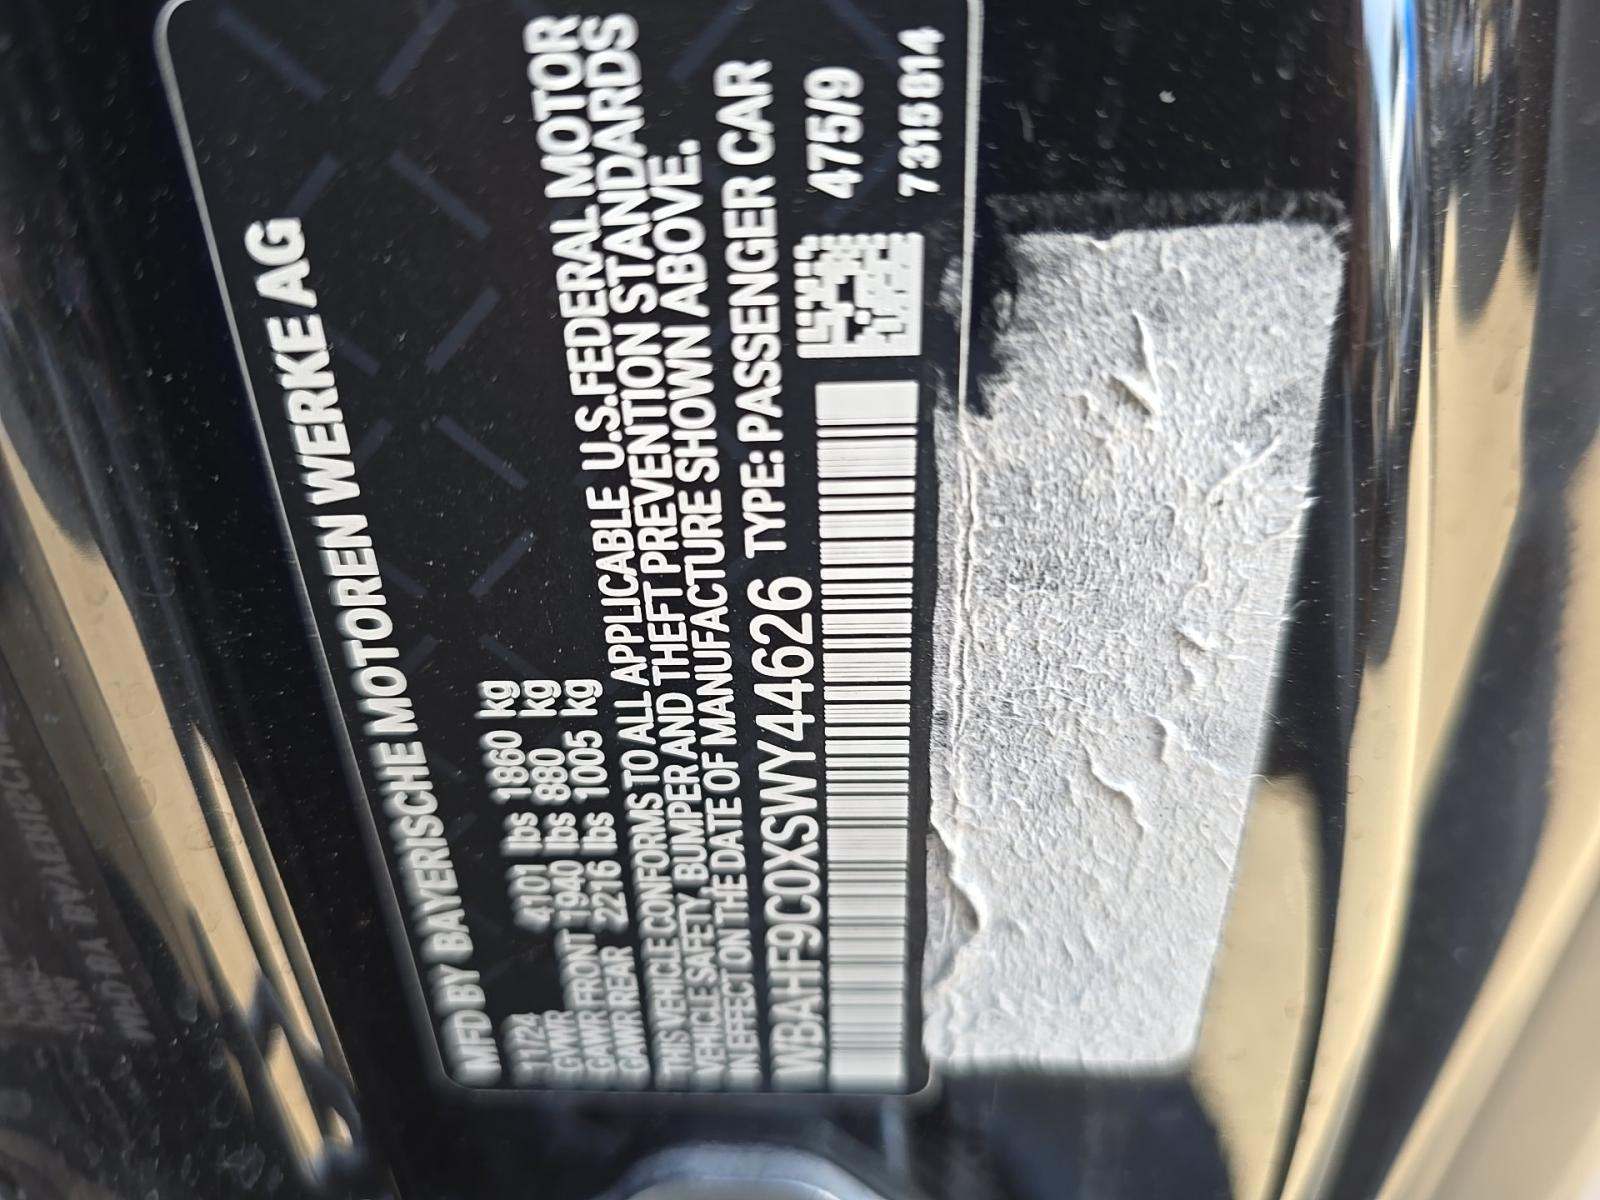 MFD BY BAYERISCHE MOTOREN WERKE AG
11/24
GVWR 4101 lbs 1860 kg
GAWR FRONT 1940 lbs 880 kg
GAWR REAR 2216 lbs 1005 kg
THIS VEHICLE CONFORMS TO ALL APPLICABLE U.S.FEDERAL MOTOR
VEHICLE SAFETY, BUMPER AND THEFT PREVENTION STANDARDS
IN EFFECT ON THE DATE OF MANUFACTURE SHOWN ABOVE.
WBAHF9C0XSWY44626 TYPE: PASSENGER CAR
475/9
7315814